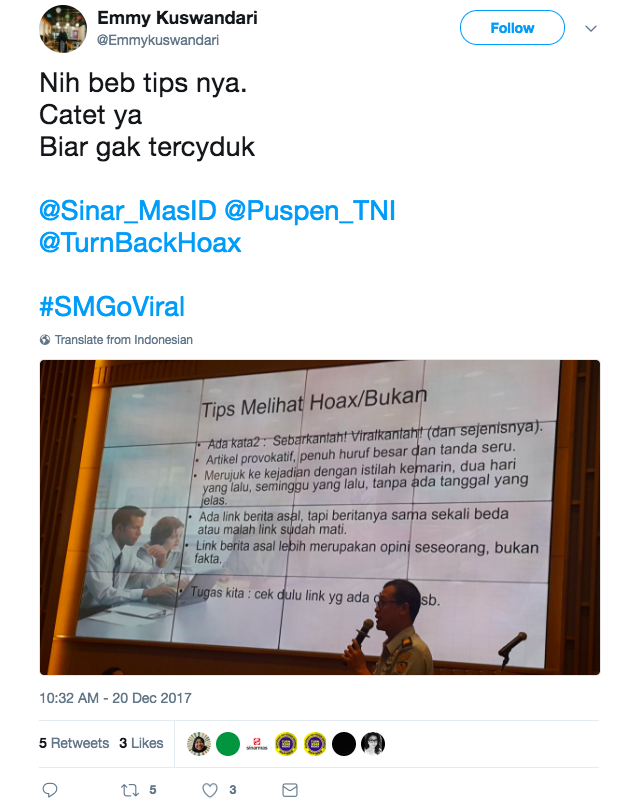 Emmy Kuswandari
@Emmykuswandari
Follow
Nih beb tips nya.
Catet ya
Biar gak tercyduk
@Sinar_MasID @Puspen_TNI
@TurnBackHoax
#SMGoViral
Translate from Indonesian
Tips Melihat Hoax/Bukan
• Ada kata2 : Sebarkanlah! Viralkanlah! (dan sejenisnya).
• Artikel provokatif, penuh huruf besar dan tanda seru.
• Merujuk ke kejadian dengan istilah kemarin, dua hari
yang lalu, seminggu yang lalu, tanpa ada tanggal yang
jelas.
• Ada link berita asal, tapi beritanya sama sekali beda
atau malah link sudah mati.
• Link berita asal lebih merupakan opini seseorang, bukan
fakta.
• Tugas kita : cek dulu link yg ada sb.
10:32 AM - 20 Dec 2017
5 Retweets 3 Likes
sinarmas
5 3